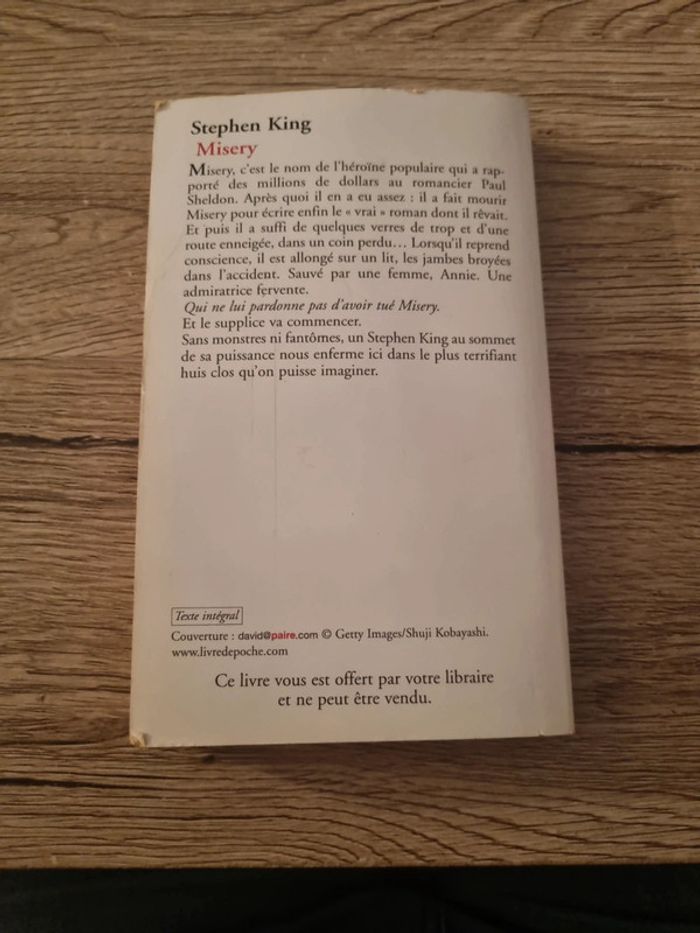 Stephen King
Misery
Misery, c'est le nom de l'héroïne populaire qui a rap-
porté des millions de dollars au romancier Paul
Sheldon. Après quoi il en a eu assez : il a fait mourir
Misery pour écrire enfin le « vrai » roman dont il rêvait.
Et puis il a suffi de quelques verres de trop et d'une
route enneigée, dans un coin perdu... Lorsqu'il reprend
conscience, il est allongé sur un lit, les jambes broyées
dans l'accident. Sauvé par une femme, Annie. Une
admiratrice fervente.
Qui ne lui pardonne pas d'avoir tué Misery.
Et le supplice va commencer.
Sans monstres ni fantômes, un Stephen King au sommet
de sa puissance nous enferme ici dans le plus terrifiant
huis clos qu'on puisse imaginer.
Texte intégral
Couverture : david@paire.com © Getty Images/Shuji Kobayashi.
www.livredepoche.com
Ce livre vous est offert par votre libraire
et ne peut être vendu.